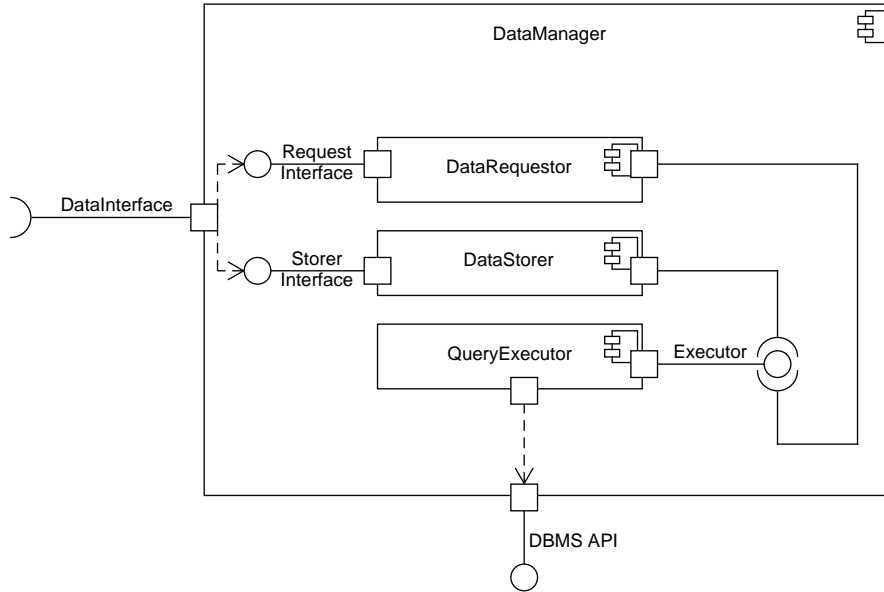 DataManager
Request
Interface
DataRequestor
DataInterface
Storer
Interface
DataStorer
QueryExecutor
Executor
DBMS API